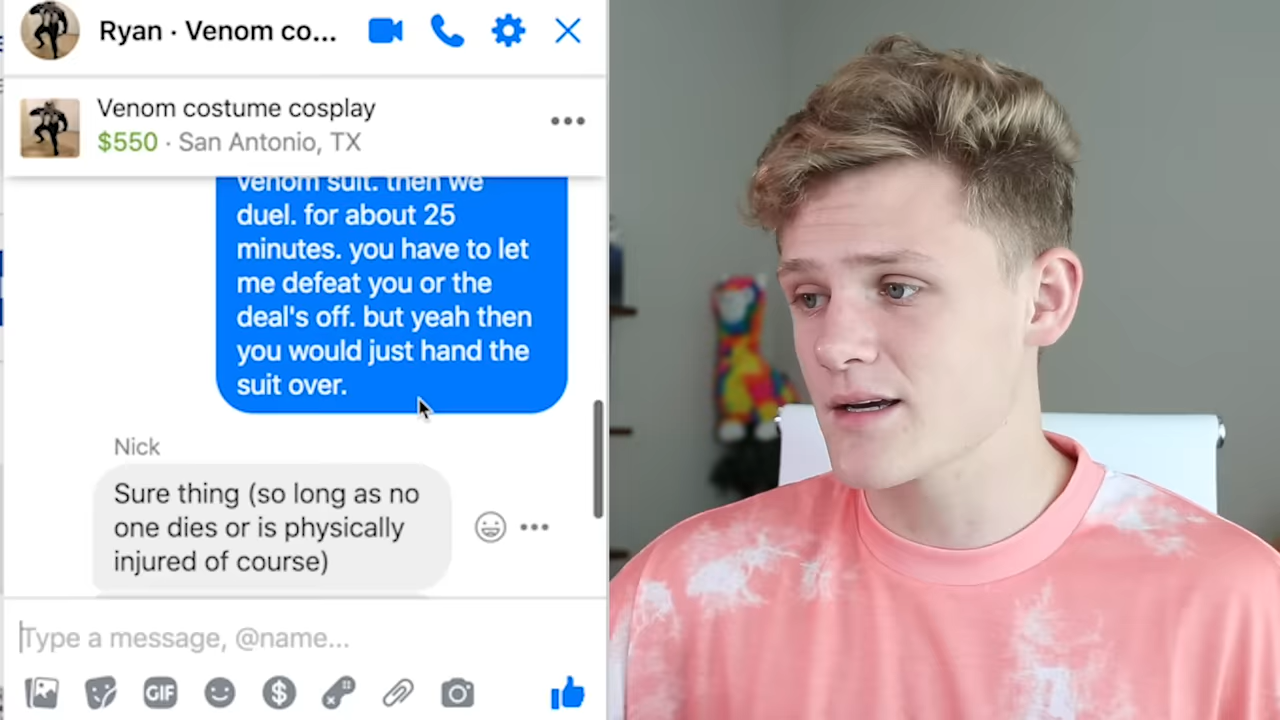 Ryan · Venom co...
Venom costume cosplay
$550 · San Antonio, TX
venom suit. then we
duel. for about 25
minutes. you have to let
me defeat you or the
deal's off. but yeah then
you would just hand the
suit over.
Nick
Sure thing (so long as no
one dies or is physically
injured of course)
Type a message, @name...
GIF